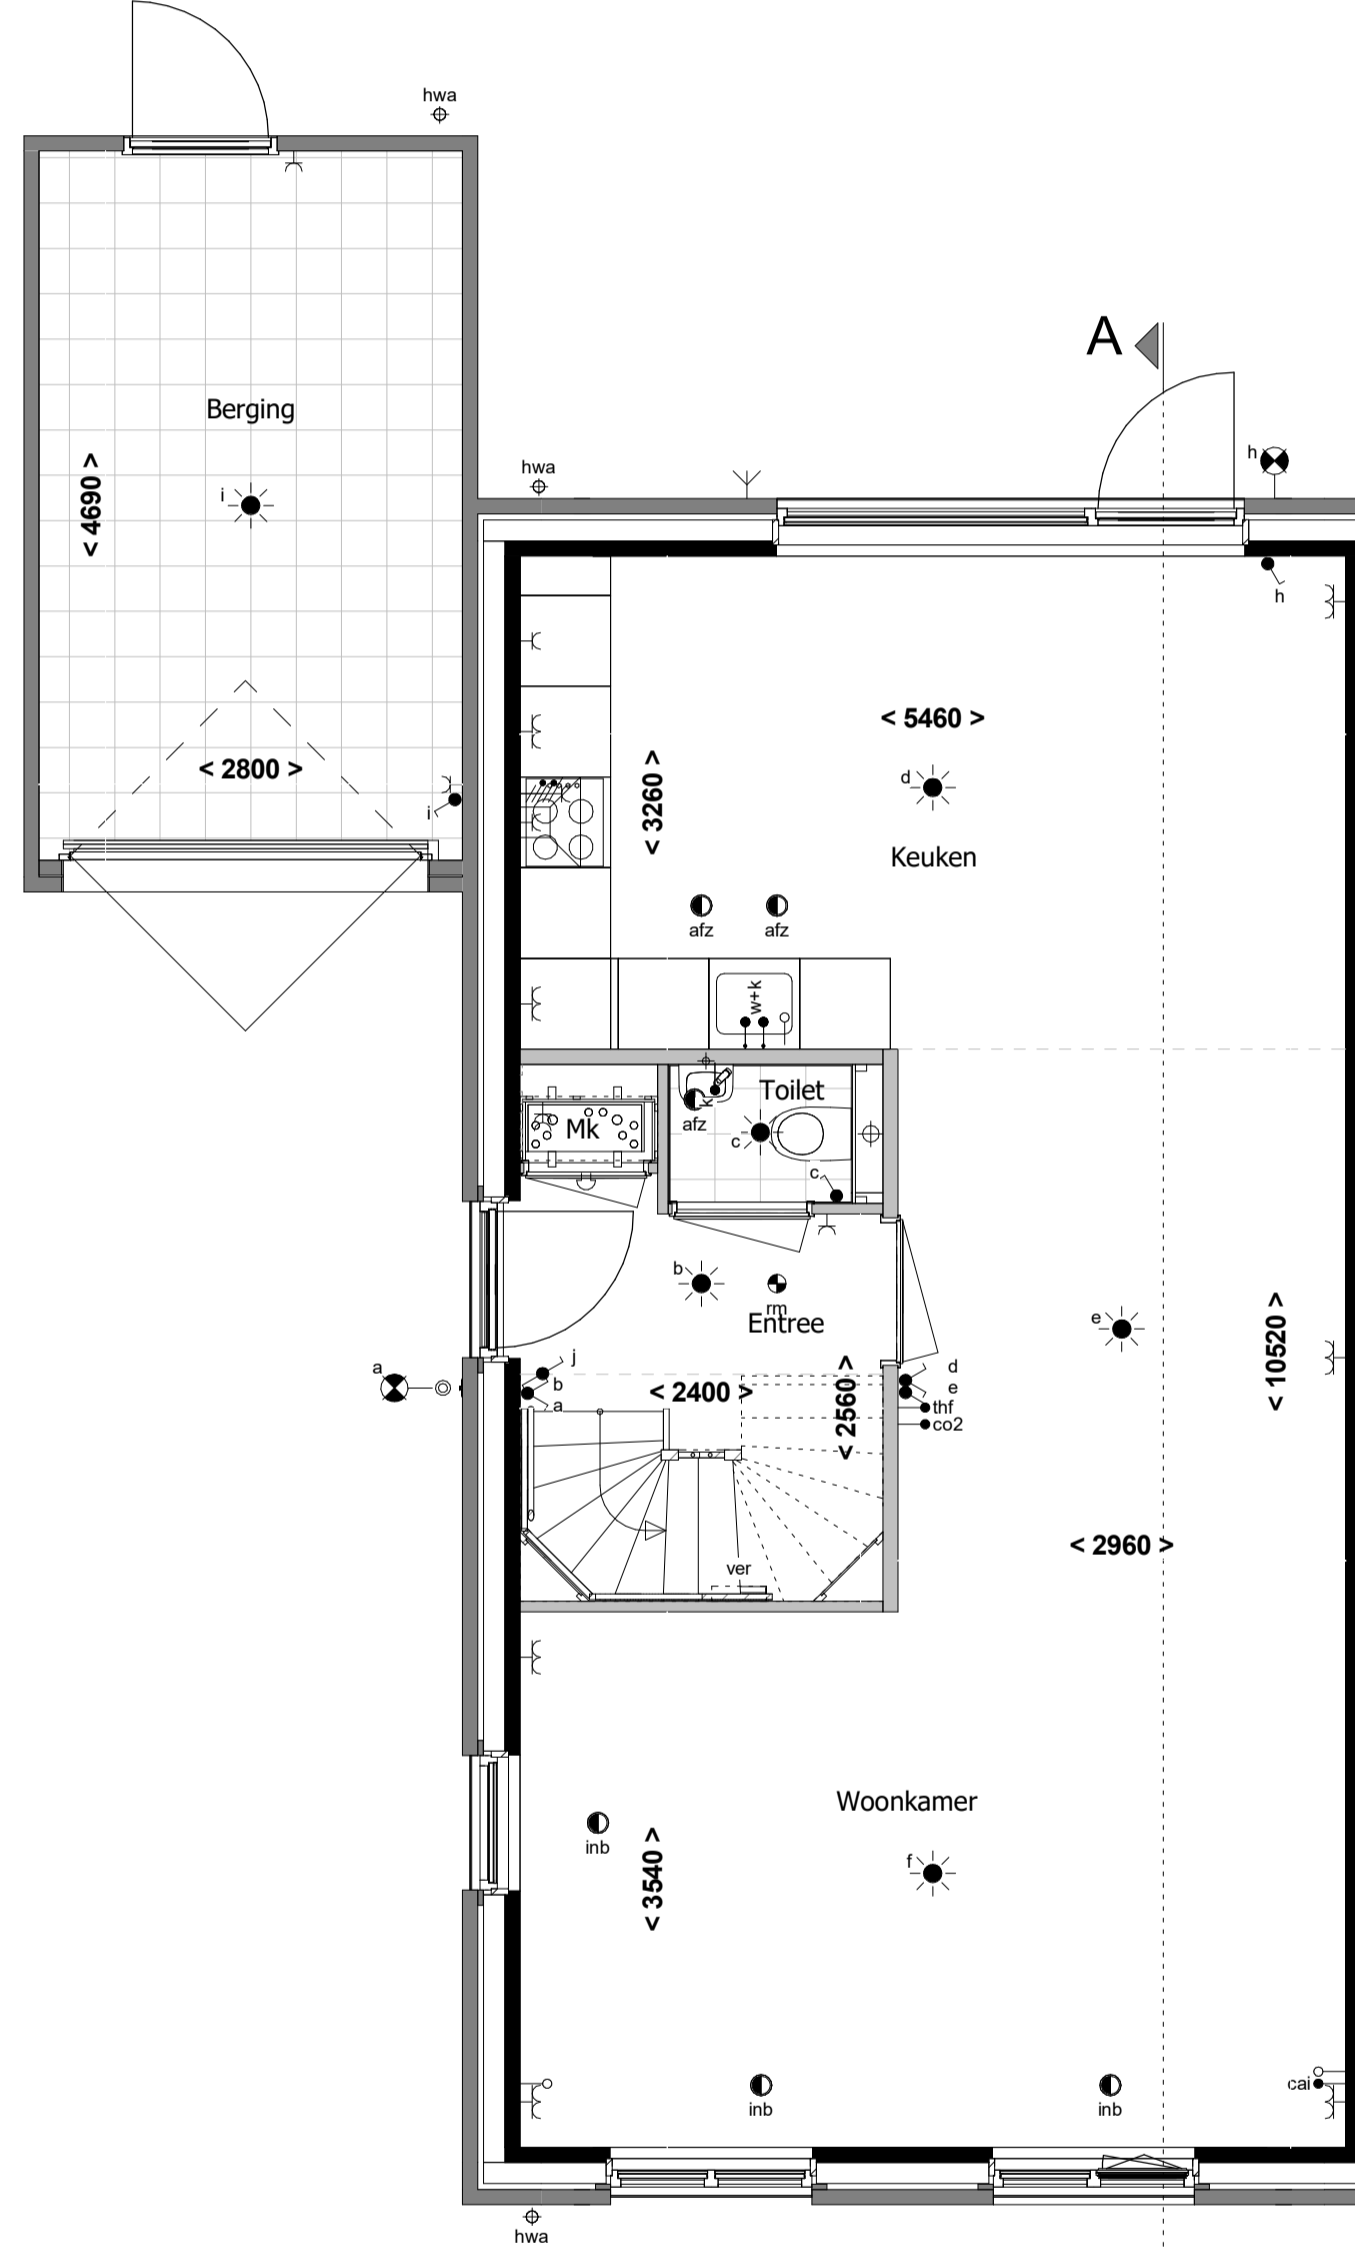 hwa
A
Berging
h
hwa
< 4690 >
i
h
< 5460 >
< 3260 >
d
< 2800 >
i
Keuken
afz
afz
w+k
Toilet
k
afz
Mk
c
c
b
rm
Entree
e
< 10520 >
j
a
b
a
< 2400 >
< 2560 >
d
e
thf
co2
< 2960 >
ver
Woonkamer
inb
< 3540 >
f
inb
inb
cai
hwa